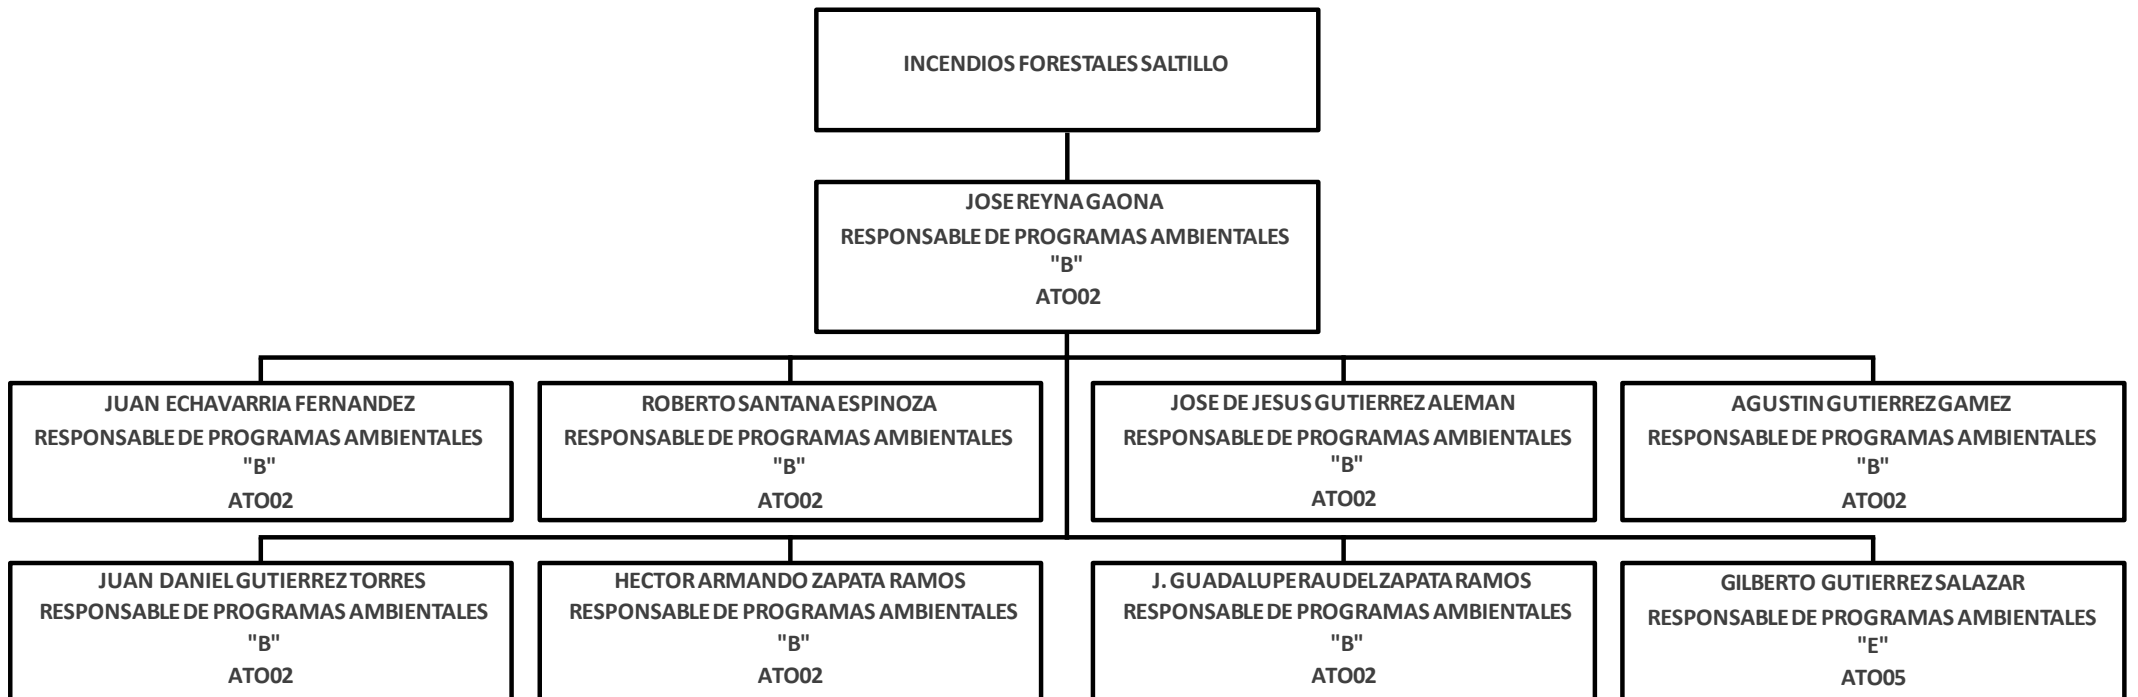 INCENDIOS FORESTALES SALTILLO
JOSE REYNA GAONA
RESPONSABLE DE PROGRAMAS AMBIENTALES
"B"
ATO02
JUAN ECHAVARRIA FERNANDEZ
RESPONSABLE DE PROGRAMAS AMBIENTALES
"B"
ATO02
ROBERTO SANTANA ESPINOZA
RESPONSABLE DE PROGRAMAS AMBIENTALES
"B"
ATO02
JOSE DE JESUS GUTIERREZ ALEMAN
RESPONSABLE DE PROGRAMAS AMBIENTALES
"B"
ATO02
AGUSTIN GUTIERREZ GAMEZ
RESPONSABLE DE PROGRAMAS AMBIENTALES
"B"
ATO02
JUAN DANIEL GUTIERREZ TORRES
RESPONSABLE DE PROGRAMAS AMBIENTALES
"B"
ATO02
HECTOR ARMANDO ZAPATA RAMOS
RESPONSABLE DE PROGRAMAS AMBIENTALES
"B"
ATO02
J. GUADALUPE RAUDEL ZAPATA RAMOS
RESPONSABLE DE PROGRAMAS AMBIENTALES
"B"
ATO02
GILBERTO GUTIERREZ SALAZAR
RESPONSABLE DE PROGRAMAS AMBIENTALES
"E"
ATO05